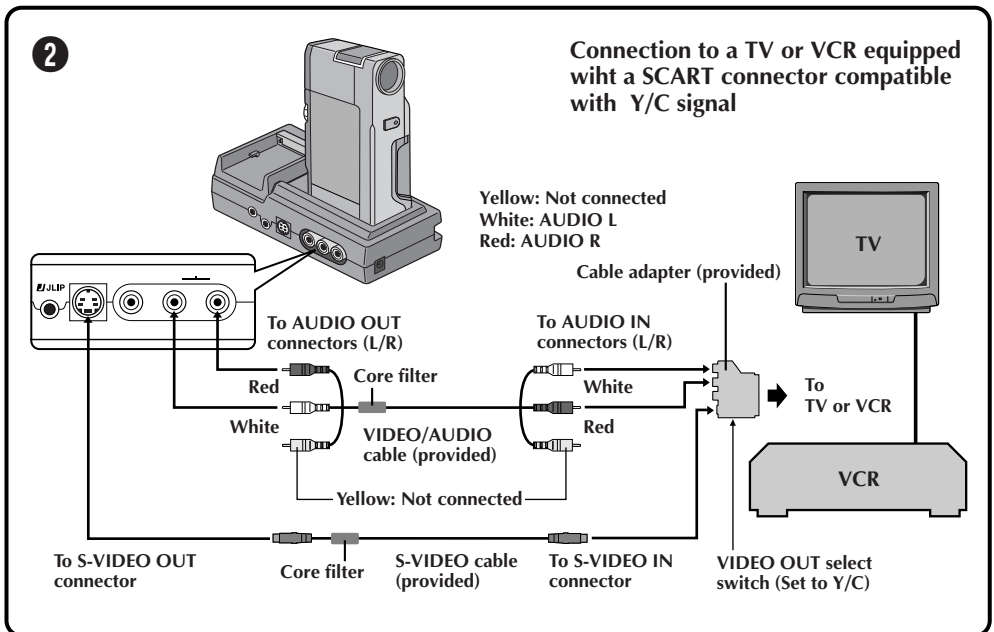 2
Connection to a TV or VCR equipped
wiht a SCART connector compatible
with Y/C signal
Yellow: Not connected
White: AUDIO L
Red: AUDIO R
TV
Cable adapter (provided)
JLIP
To AUDIO OUT
connectors (L/R)
To AUDIO IN
connectors (L/R)
Red
Core filter
White
To
TV or VCR
White
Red
VIDEO/AUDIO
cable (provided)
VCR
Yellow: Not connected
To S-VIDEO OUT
connector
Core filter
S-VIDEO cable
(provided)
To S-VIDEO IN
connector
VIDEO OUT select
switch (Set to Y/C)